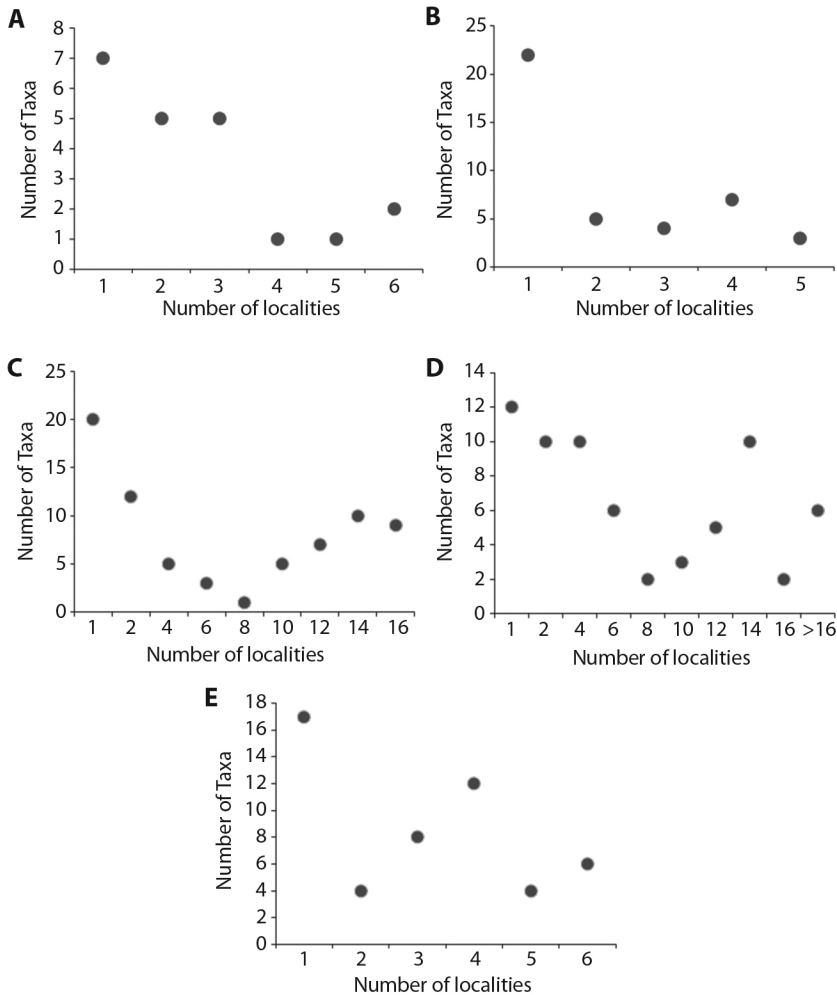 A
Number of Taxa
8
7
6
5
4
3
2
1
0
1 2 3 4 5 6
Number of localities
B
Number of Taxa
25
20
15
10
5
0
1 2 3 4 5
Number of localities
C
Number of Taxa
25
20
15
10
5
0
1 2 4 6 8 10 12 14 16
Number of localities
D
Number of Taxa
14
12
10
8
6
4
2
0
1 2 4 6 8 10 12 14 16 >16
Number of localities
E
Number of Taxa
18
16
14
12
10
8
6
4
2
0
1 2 3 4 5 6
Number of localities